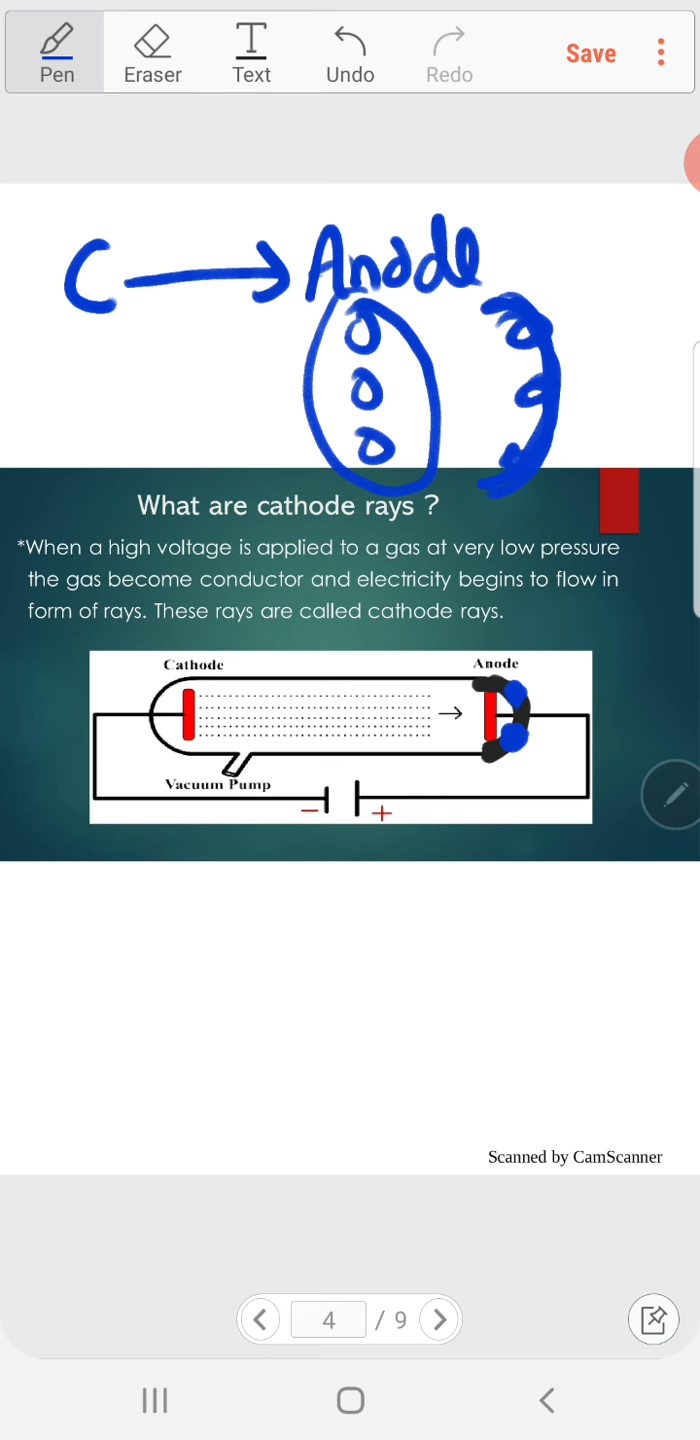 Pen Eraser Text Undo Redo Save
C → Anode
What are cathode rays ?
*When a high voltage is applied to a gas at very low pressure
the gas become conductor and electricity begins to flow in
form of rays. These rays are called cathode rays.
Cathode Anode
Vacuum Pump
− +
Scanned by CamScanner
4 / 9